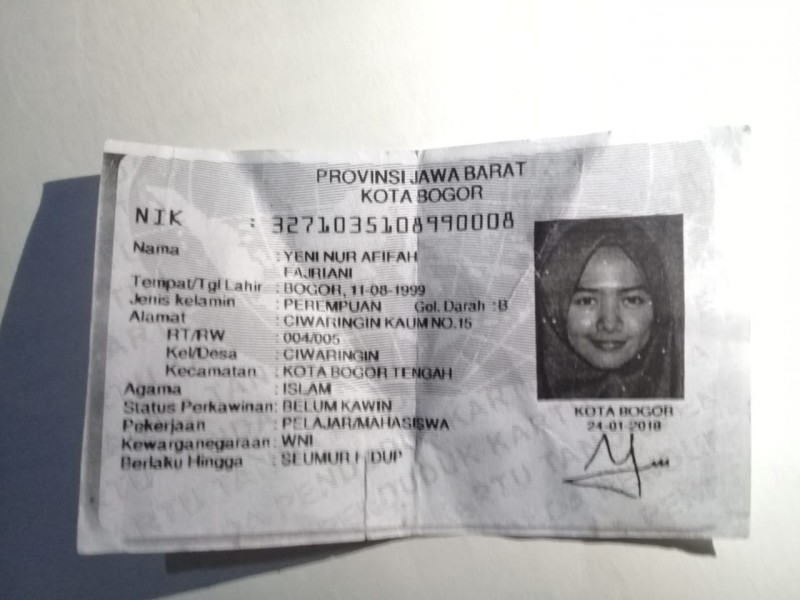 PROVINSI JAWA BARAT
KOTA BOGOR
NIK : 3271035108990008
Nama : YENI NUR AFIFAH
FAJRIANI
Tempat/Tgl Lahir : BOGOR, 11-08-1999
Jenis kelamin : PEREMPUAN Gol. Darah : B
Alamat : CIWARINGIN KAUM NO.15
RT/RW : 004/005
Kel/Desa : CIWARINGIN
Kecamatan : KOTA BOGOR TENGAH
Agama : ISLAM
Status Perkawinan: BELUM KAWIN
Pekerjaan : PELAJAR/MAHASISWA
Kewarganegaraan: WNI
Berlaku Hingga : SEUMUR HIDUP
KOTA BOGOR
24-01-2018